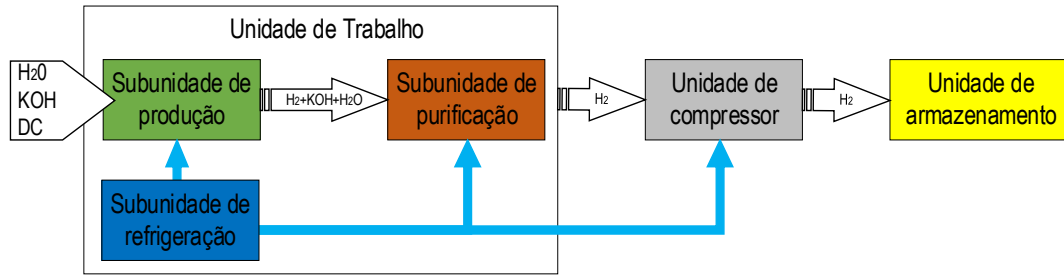 Unidade de Trabalho
H20
KOH
DC
Subunidade de
produção
H2+KOH+H2O
Subunidade de
purificação
H2
Unidade de
compressor
H2
Unidade de
armazenamento
Subunidade de
refrigeração